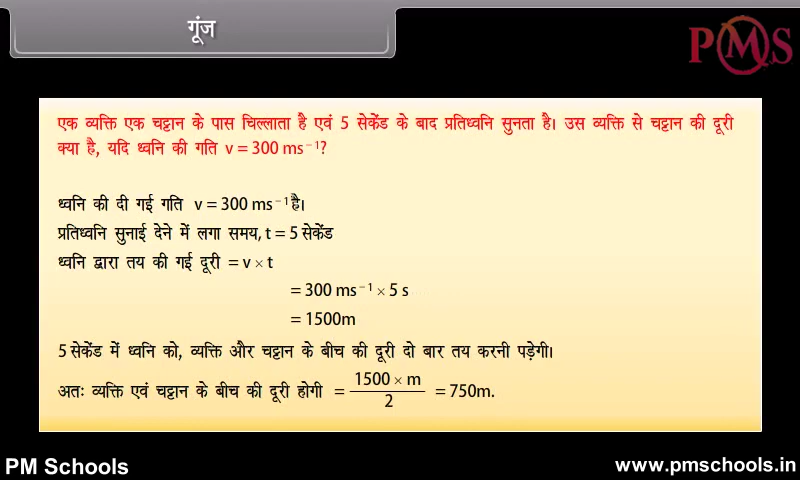 गूंज
PMS
एक व्यक्ति एक चट्टान के पास चिल्लाता है एवं 5 सेकेंड के बाद प्रतिध्वनि सुनता है। उस व्यक्ति से चट्टान की दूरी
क्या है, यदि ध्वनि की गति v = 300 ms⁻¹?
ध्वनि की दी गई गति v = 300 ms⁻¹ है।
प्रतिध्वनि सुनाई देने में लगा समय, t = 5 सेकेंड
ध्वनि द्वारा तय की गई दूरी = v × t
= 300 ms⁻¹ × 5 s
= 1500m
5 सेकेंड में ध्वनि को, व्यक्ति और चट्टान के बीच की दूरी दो बार तय करनी पड़ेगी।
अतः व्यक्ति एवं चट्टान के बीच की दूरी होगी = (1500 × m)/2 = 750m.
PM Schools
www.pmschools.in